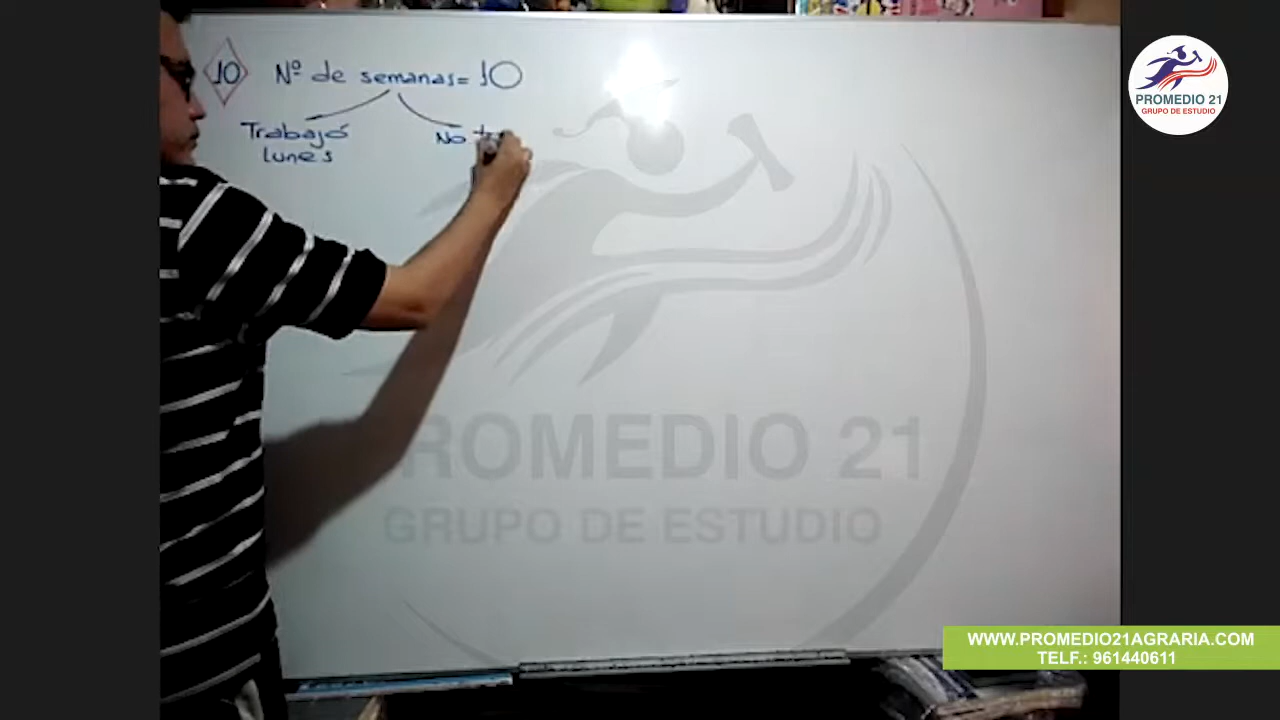 10 Nº de semanas = 10
Trabajó No
lunes
PROMEDIO 21
GRUPO DE ESTUDIO
PROMEDIO 21
GRUPO DE ESTUDIO
WWW.PROMEDIO21AGRARIA.COM
TELF.: 961440611